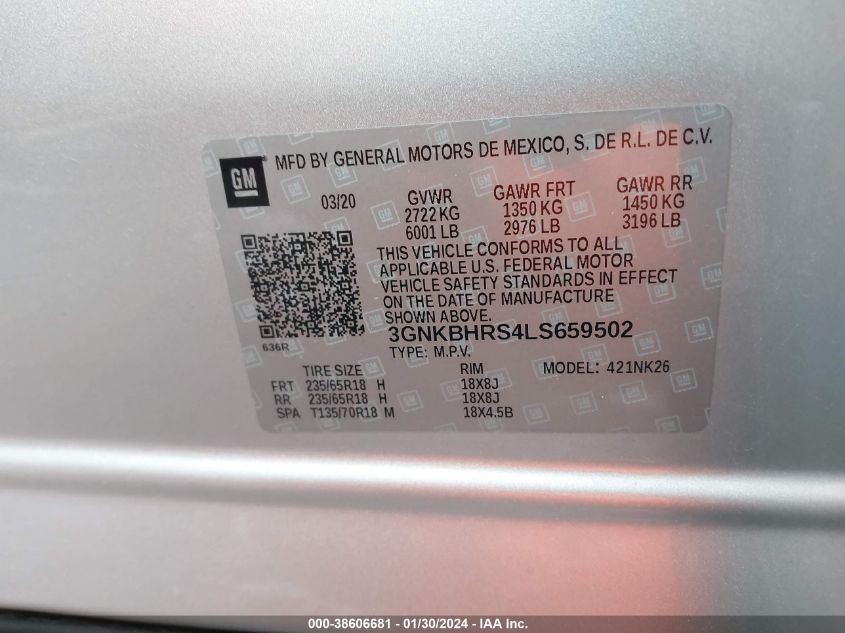 GM
MFD BY GENERAL MOTORS DE MEXICO, S. DE R.L. DE C.V.
03/20 GVWR GAWR FRT GAWR RR
2722 KG 1350 KG 1450 KG
6001 LB 2976 LB 3196 LB
THIS VEHICLE CONFORMS TO ALL
APPLICABLE U.S. FEDERAL MOTOR
VEHICLE SAFETY STANDARDS IN EFFECT
ON THE DATE OF MANUFACTURE
SHOWN ABOVE.
636R
3GNKBHRS4LS659502
TYPE: M.P.V. MODEL: 421NK26
TIRE SIZE RIM
FRT 235/65R18 H 18X8J
RR 235/65R18 H 18X8J
SPA T135/70R18 M 18X4.5B
000-38606681 - 01/30/2024 - IAA Inc.